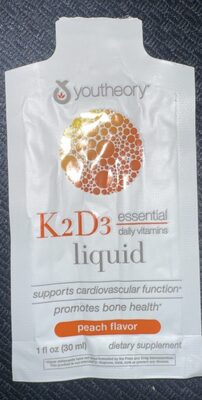 youtheory®
K2D3 essential
daily vitamins
liquid
supports cardiovascular function*
promotes bone health*
peach flavor
1 fl oz (30 ml) dietary supplement